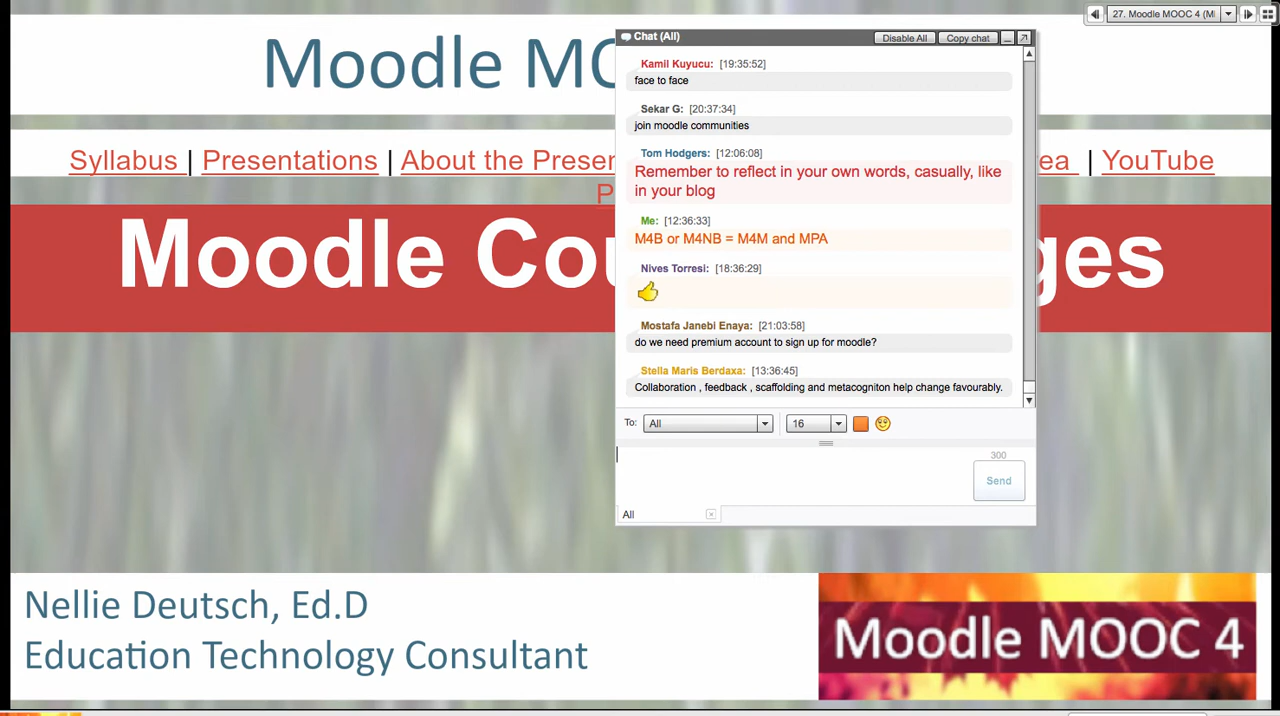 27. Moodle MOOC 4 (M
Moodle MO
Chat (All)
Disable All
Copy chat
Kamil Kuyucu: [19:35:52]
face to face
Sekar G: [20:37:34]
join moodle communities
Tom Hodgers: [12:06:08]
Remember to reflect in your own words, casually, like
in your blog
Me: [12:36:33]
M4B or M4NB = M4M and MPA
Nives Torresi: [18:36:29]
Mostafa Janebi Enaya: [21:03:58]
do we need premium account to sign up for moodle?
Stella Maris Berdaxa: [13:36:45]
Collaboration , feedback , scaffolding and metacogniton help change favourably.
To: All 16
300
Send
All
Syllabus | Presentations | About the Presen
ea | YouTube
P
Moodle Cou
ges
Nellie Deutsch, Ed.D
Education Technology Consultant
Moodle MOOC 4